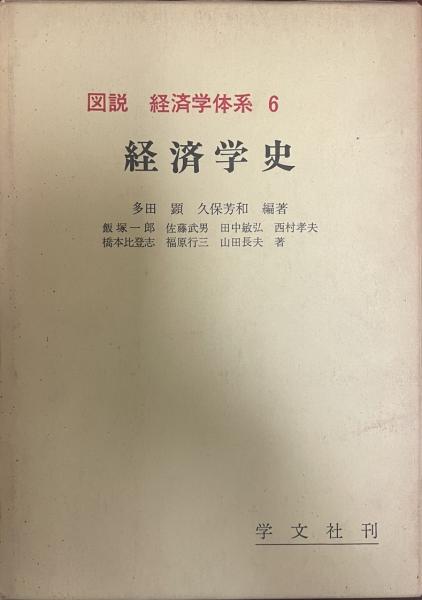 図説　経済学体系 6
経済学史
多田　顕　久保芳和　編著
飯塚一郎　佐藤武男　田中敏弘　西村孝夫
橋本比登志　福原行三　山田長夫　著
学文社刊